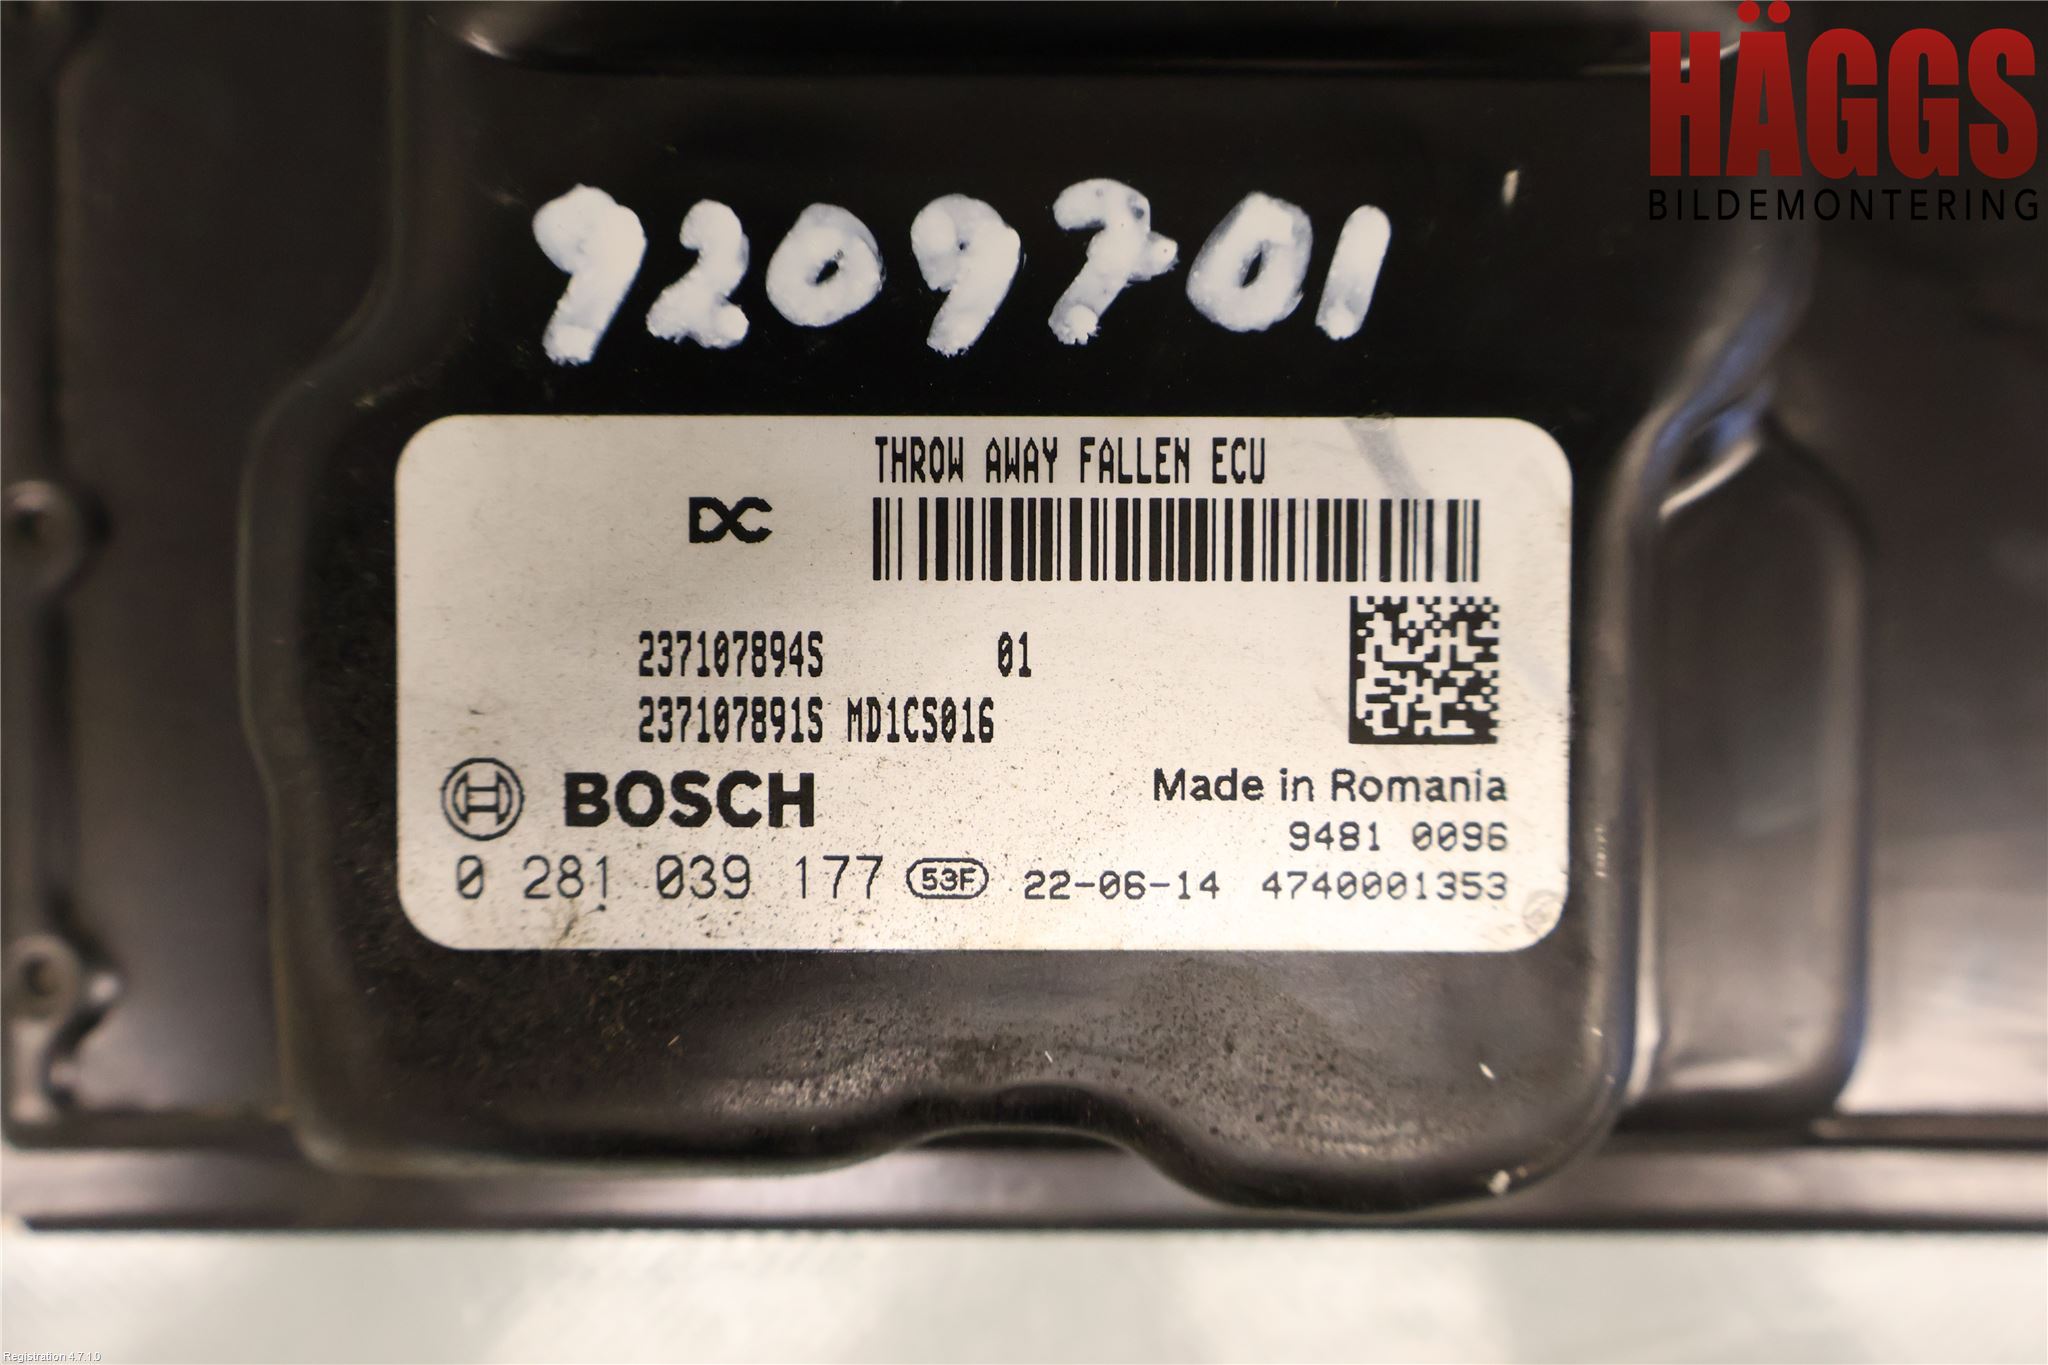 HÄGGS
BILDEMONTERING
9209701
THROW AWAY FALLEN ECU
DC
237107894S 01
237107891S MD1CS016
BOSCH
Made in Romania
9481 0096
0 281 039 177 53F 22-06-14 4740001353
Registration 4.7.1.0